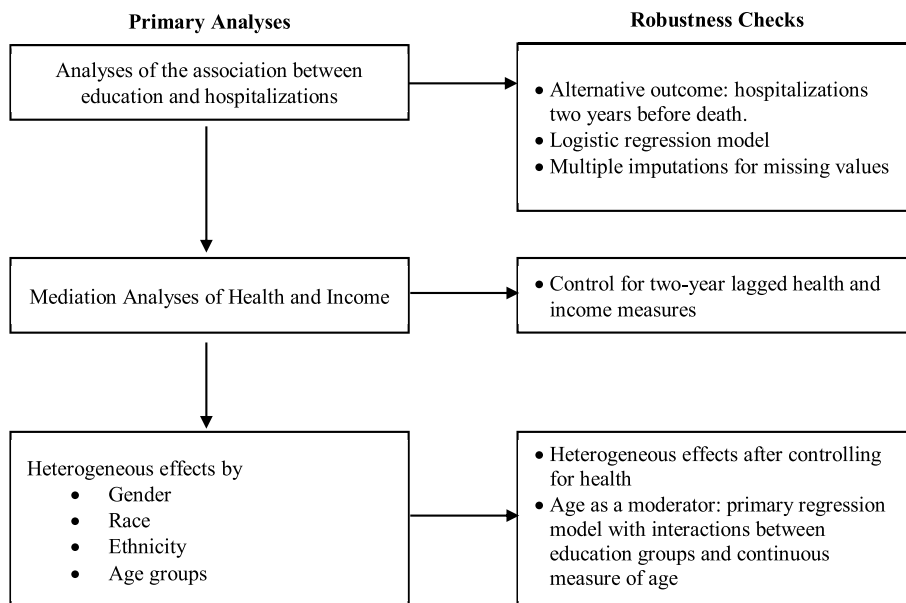 Primary Analyses
Robustness Checks
Analyses of the association between
education and hospitalizations
• Alternative outcome: hospitalizations
two years before death.
• Logistic regression model
• Multiple imputations for missing values
Mediation Analyses of Health and Income
• Control for two-year lagged health and
income measures
Heterogeneous effects by
• Gender
• Race
• Ethnicity
• Age groups
• Heterogeneous effects after controlling
for health
• Age as a moderator: primary regression
model with interactions between
education groups and continuous
measure of age